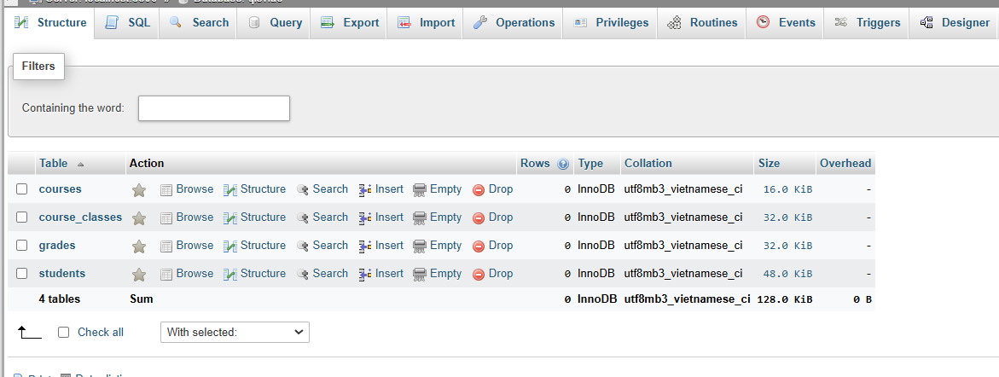 Structure SQL Search Query Export Import Operations Privileges Routines Events Triggers Designer
Filters
Containing the word:
Table Action Rows Type Collation Size Overhead
courses Browse Structure Search Insert Empty Drop 0 InnoDB utf8mb3_vietnamese_ci 16.0 KiB -
course_classes Browse Structure Search Insert Empty Drop 0 InnoDB utf8mb3_vietnamese_ci 32.0 KiB -
grades Browse Structure Search Insert Empty Drop 0 InnoDB utf8mb3_vietnamese_ci 32.0 KiB -
students Browse Structure Search Insert Empty Drop 0 InnoDB utf8mb3_vietnamese_ci 48.0 KiB -
4 tables Sum 0 InnoDB utf8mb3_vietnamese_ci 128.0 KiB 0 B
Check all With selected: